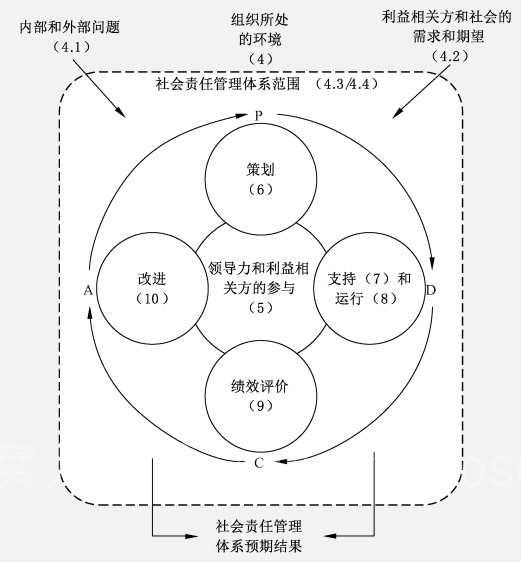 内部和外部问题
（4.1）
组织所处
的环境
（4）
利益相关方和社会的
需求和期望
（4.2）
社会责任管理体系范围 （4.3/4.4）
P
策划
（6）
改进
（10）
领导力和利益相
关方的参与
（5）
支持（7）和
运行（8）
A
D
绩效评价
（9）
C
社会责任管理
体系预期结果